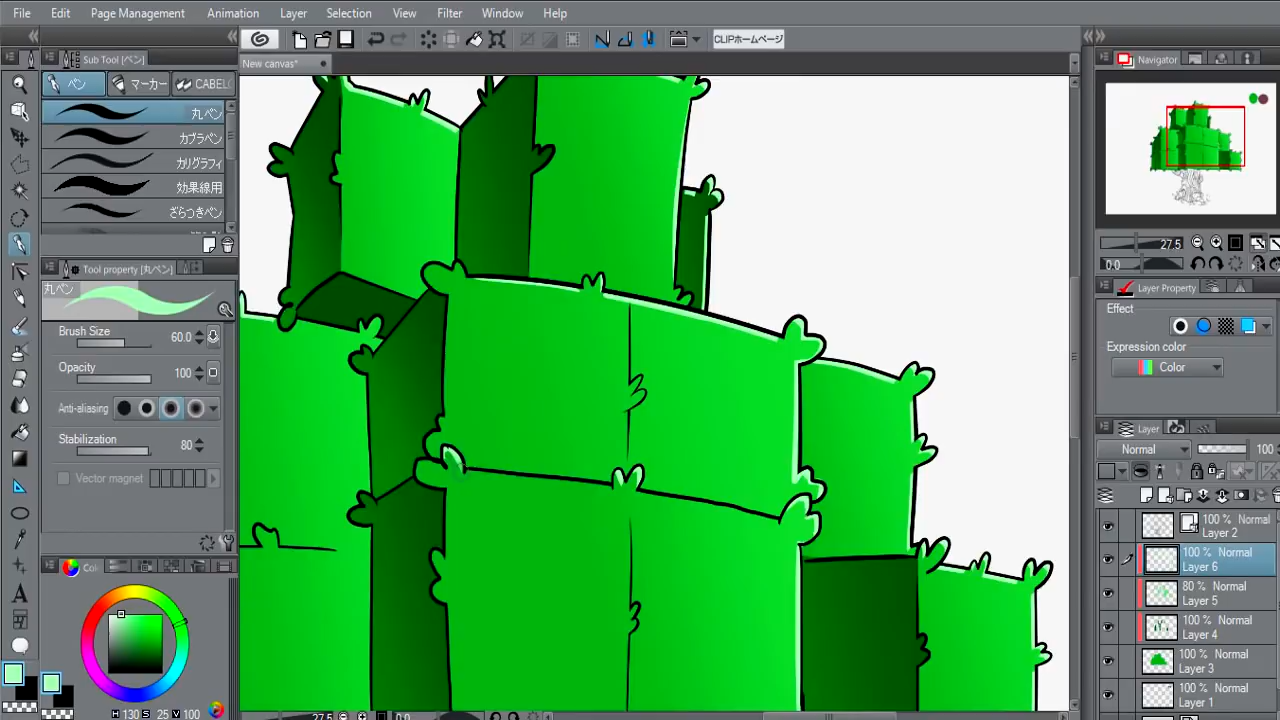 File Edit Page Management Animation Layer Selection View Filter Window Help
Sub Tool [ペン]
New canvas*
CLIPホームページ
Navigator
ペン マーカー CABEL
丸ペン
カブラペン
カリグラフィ
効果線用
ざらつきペン
Tool property [丸ペン]
丸ペン
Brush Size 60.0
Opacity 100
Anti-aliasing
Stabilization 80
Vector magnet
27.5
0.0
Layer Property
Effect
Expression color
Color
Layer
Normal 100
100 % Normal
Layer 2
100 % Normal
Layer 6
80 % Normal
Layer 5
100 % Normal
Layer 4
100 % Normal
Layer 3
100 % Normal
Layer 1
H 130 S 25 V 100
27.5 0.0